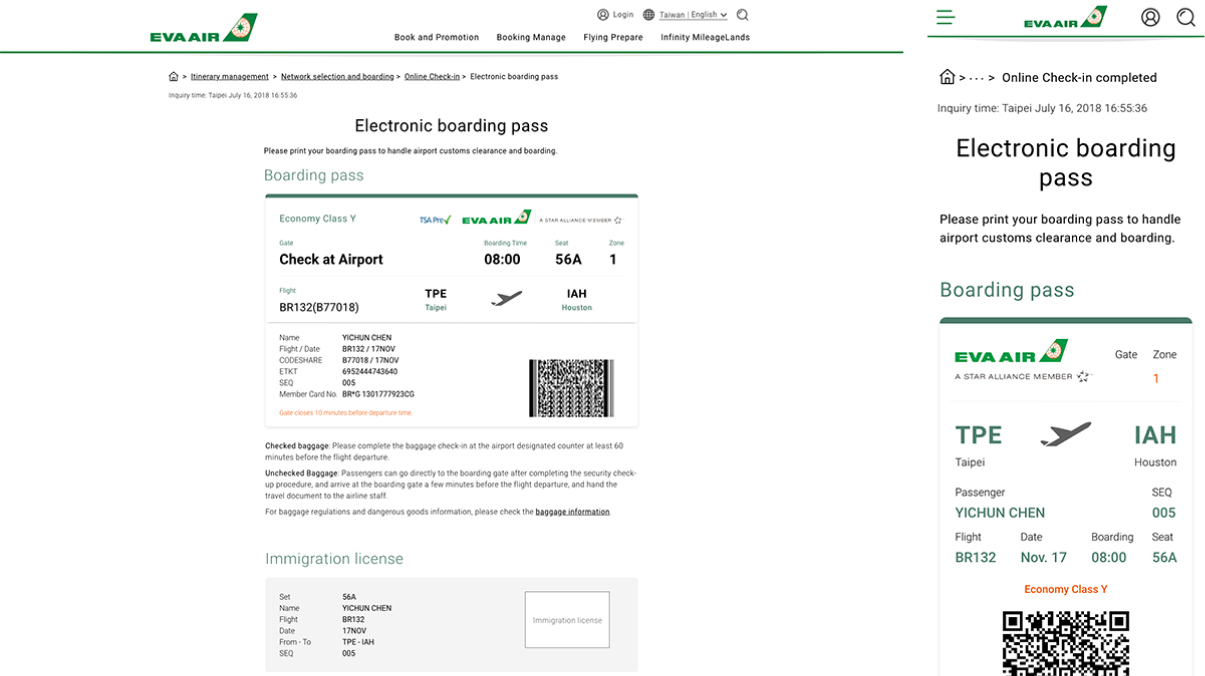 EVA AIR
Login Taiwan | English
Book and Promotion Booking Manage Flying Prepare Infinity MileageLands
> Itinerary management > Network selection and boarding > Online Check-in > Electronic boarding pass
Inquiry time: Taipei July 16, 2018 16:55:36
Electronic boarding pass
Please print your boarding pass to handle airport customs clearance and boarding.
Boarding pass
Economy Class Y TSA Pre✓ EVA AIR A STAR ALLIANCE MEMBER
Gate Boarding Time Seat Zone
Check at Airport 08:00 56A 1
Flight TPE IAH
BR132(B77018) Taipei Houston
Name YICHUN CHEN
Flight / Date BR132 / 17NOV
CODESHARE B77018 / 17NOV
ETKT 6952444743640
SEQ 005
Member Card No. BR*G 1301777923CG
Gate closes 10 minutes before departure time.
Checked baggage: Please complete the baggage check-in at the airport designated counter at least 60
minutes before the flight departure.
Unchecked Baggage: Passengers can go directly to the boarding gate after completing the security check-
up procedure, and arrive at the boarding gate a few minutes before the flight departure, and hand the
travel document to the airline staff.
For baggage regulations and dangerous goods information, please check the baggage information.
Immigration license
Set 56A
Name YICHUN CHEN
Flight BR132
Date 17NOV
From - To TPE - IAH
SEQ 005
Immigration license
EVA AIR
> ··· > Online Check-in completed
Inquiry time: Taipei July 16, 2018 16:55:36
Electronic boarding
pass
Please print your boarding pass to handle
airport customs clearance and boarding.
Boarding pass
EVA AIR Gate Zone
A STAR ALLIANCE MEMBER 1
TPE IAH
Taipei Houston
Passenger SEQ
YICHUN CHEN 005
Flight Date Boarding Seat
BR132 Nov. 17 08:00 56A
Economy Class Y